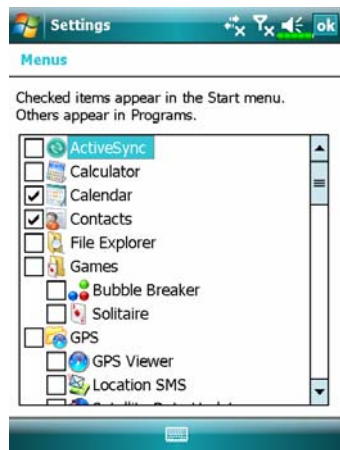 Settings
ok
Menus
Checked items appear in the Start menu.
Others appear in Programs.
ActiveSync
Calculator
Calendar
Contacts
File Explorer
Games
Bubble Breaker
Solitaire
GPS
GPS Viewer
Location SMS